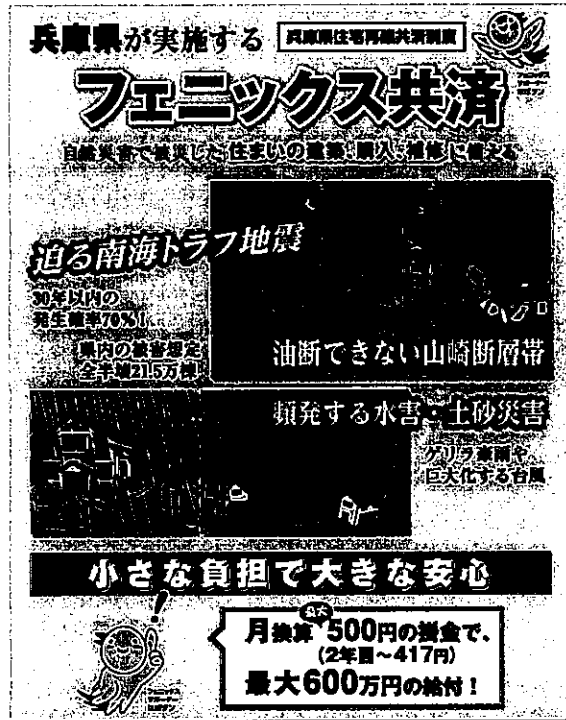 兵庫県が実施する
兵庫県住宅再建共済制度
フェニックス共済
自然災害で被災した住まいの建築・購入・補修に備える
迫る南海トラフ地震
30年以内の
発生確率70%！
県内の被害想定
全半壊21.5万棟！
油断できない山崎断層帯
頻発する水害・土砂災害
ゲリラ豪雨や
巨大化する台風
小さな負担で大きな安心
月換算 最大 500円の掛金で、
(2年目〜417円)
最大600万円の給付！